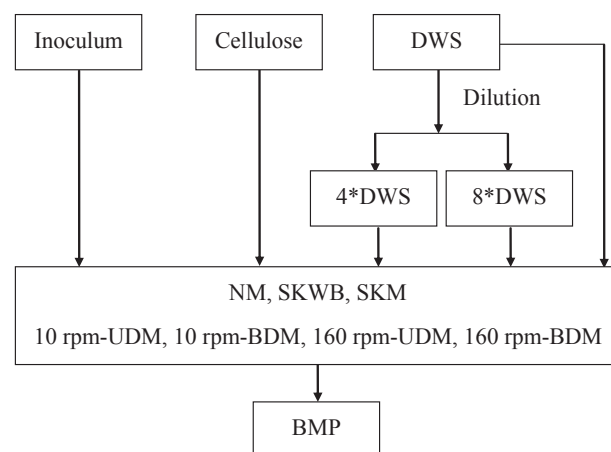 Inoculum
Cellulose
DWS
Dilution
4*DWS
8*DWS
NM, SKWB, SKM
10 rpm-UDM, 10 rpm-BDM, 160 rpm-UDM, 160 rpm-BDM
BMP